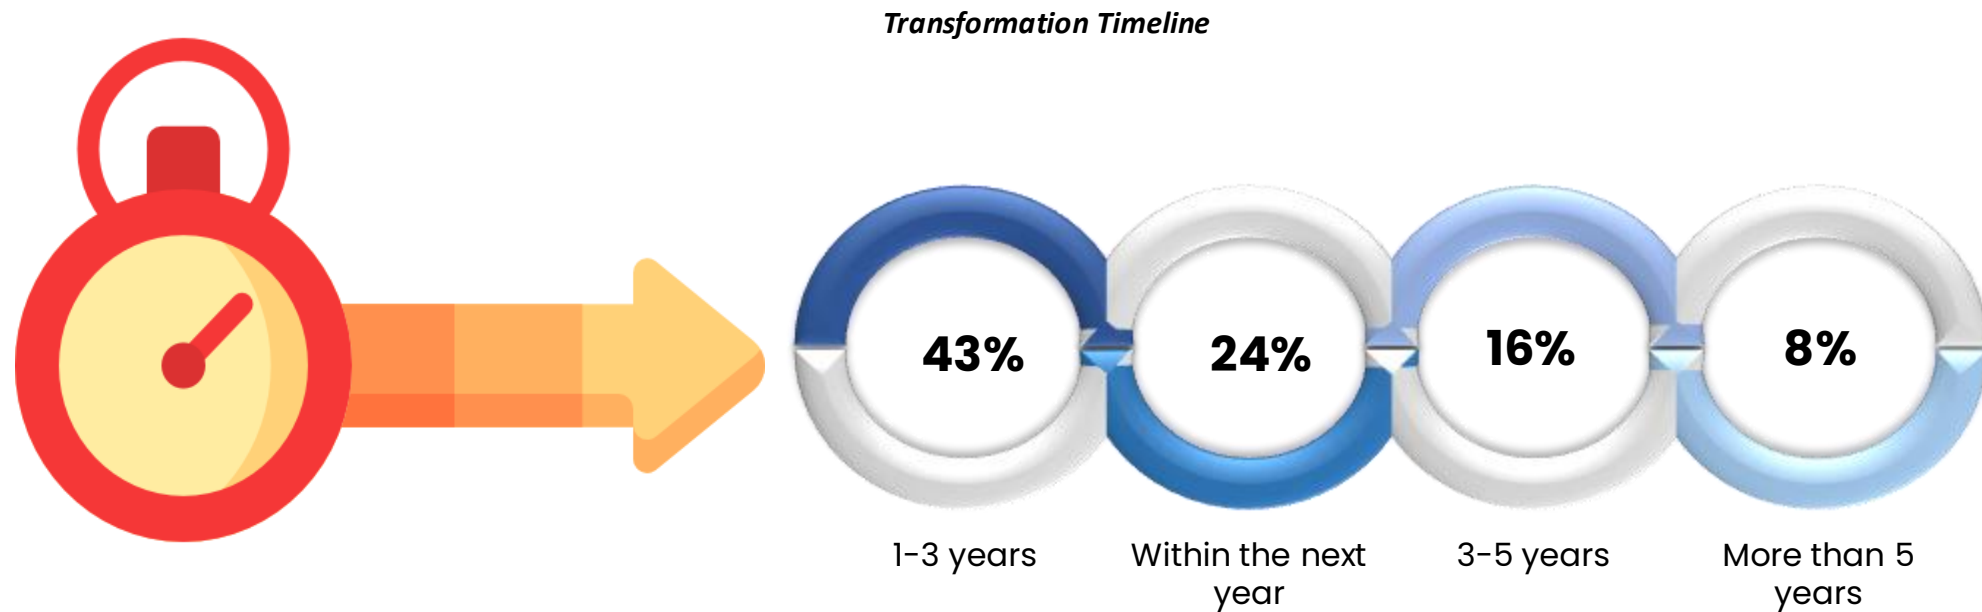 Transformation Timeline
43%
24%
16%
8%
1-3 years
Within the next
year
3-5 years
More than 5
years